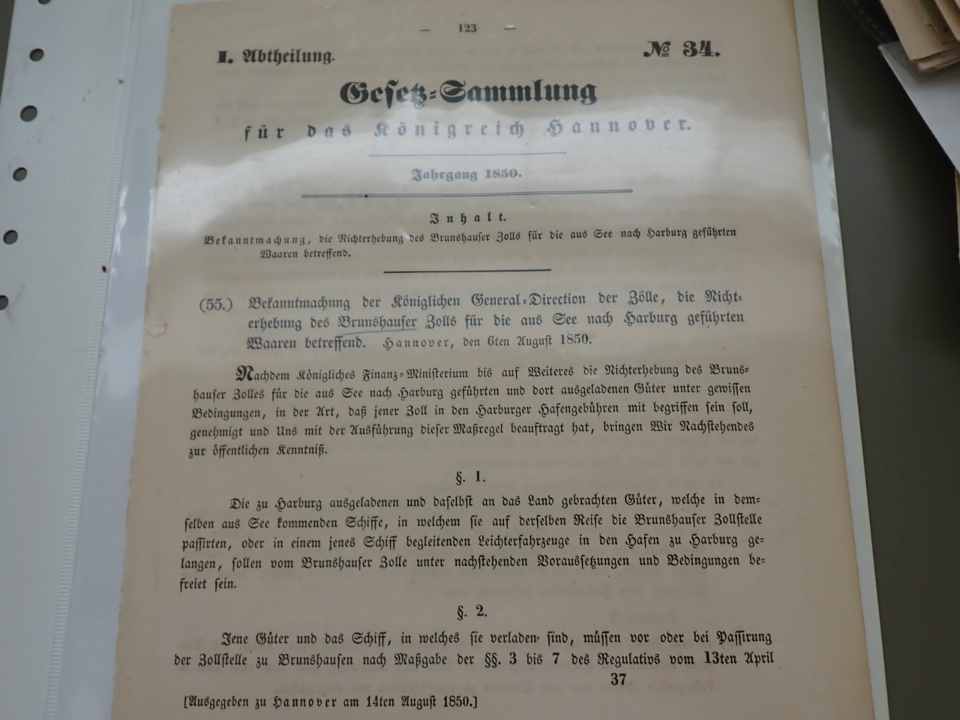 — 123 —
I. Abtheilung. № 34.
Gesetz-Sammlung
für das Königreich Hannover.
Jahrgang 1850.
Inhalt.
Bekanntmachung, die Nichterhebung des Brunshauser Zolls für die aus See nach Harburg geführten
Waaren betreffend.
(55.) Bekanntmachung der Königlichen General-Direction der Zölle, die Nicht-
erhebung des Brunshauser Zolls für die aus See nach Harburg geführten
Waaren betreffend. Hannover, den 6ten August 1850.
Nachdem Königliches Finanz-Ministerium bis auf Weiteres die Nichterhebung des Bruns-
hauser Zolles für die aus See nach Harburg geführten und dort ausgeladenen Güter unter gewissen
Bedingungen, in der Art, daß jener Zoll in den Harburger Hafengebühren mit begriffen sein soll,
genehmigt und Uns mit der Ausführung dieser Maßregel beauftragt hat, bringen Wir Nachstehendes
zur öffentlichen Kenntniß.
§. 1.
Die zu Harburg ausgeladenen und daselbst an das Land gebrachten Güter, welche in dem-
selben aus See kommenden Schiffe, in welchem sie auf derselben Reise die Brunshauser Zollstelle
passirten, oder in einem jenes Schiff begleitenden Leichterfahrzeuge in den Hafen zu Harburg ge-
langen, sollen vom Brunshauser Zolle unter nachstehenden Voraussetzungen und Bedingungen be-
freiet sein.
§. 2.
Jene Güter und das Schiff, in welches sie verladen sind, müssen vor oder bei Passirung
der Zollstelle zu Brunshausen nach Maßgabe der §§. 3 bis 7 des Regulativs vom 13ten April
37
[Ausgegeben zu Hannover am 14ten August 1850.]